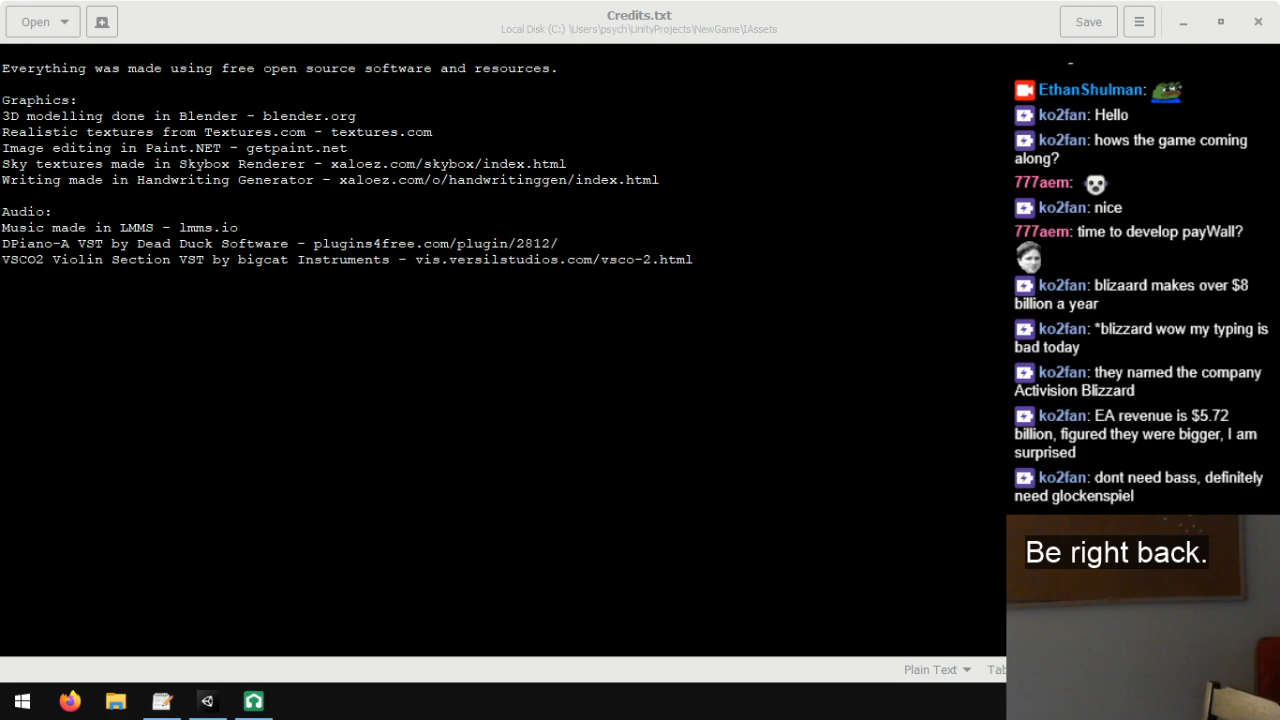 Open
Credits.txt
Local Disk (C:) \Users\psych\UnityProjects\NewGame\IAssets
Save
Everything was made using free open source software and resources.
Graphics:
3D modelling done in Blender - blender.org
Realistic textures from Textures.com - textures.com
Image editing in Paint.NET - getpaint.net
Sky textures made in Skybox Renderer - xaloez.com/skybox/index.html
Writing made in Handwriting Generator - xaloez.com/o/handwritinggen/index.html
Audio:
Music made in LMMS - lmms.io
DPiano-A VST by Dead Duck Software - plugins4free.com/plugin/2812/
VSCO2 Violin Section VST by bigcat Instruments - vis.versilstudios.com/vsco-2.html
EthanShulman:
ko2fan: Hello
ko2fan: hows the game coming
along?
777aem:
ko2fan: nice
777aem: time to develop payWall?
ko2fan: blizaard makes over $8
billion a year
ko2fan: *blizzard wow my typing is
bad today
ko2fan: they named the company
Activision Blizzard
ko2fan: EA revenue is $5.72
billion, figured they were bigger, I am
surprised
ko2fan: dont need bass, definitely
need glockenspiel
Be right back.
Plain Text
Tab